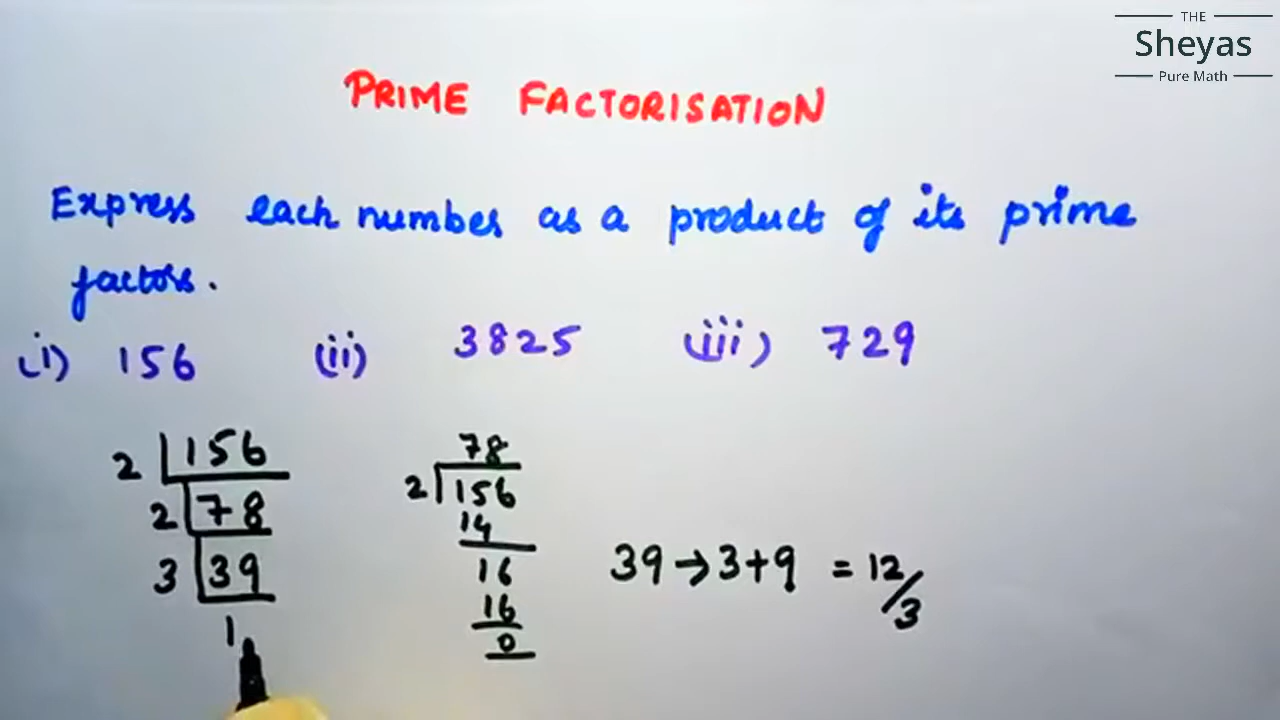 THE
Sheyas
Pure Math
PRIME FACTORISATION
Express each number as a product of its prime
factors.
(i) 156 (ii) 3825 (iii) 729
2 156
2 78
3 39
1
78
2 156
14
16
16
0
39 → 3+9 = 12/3